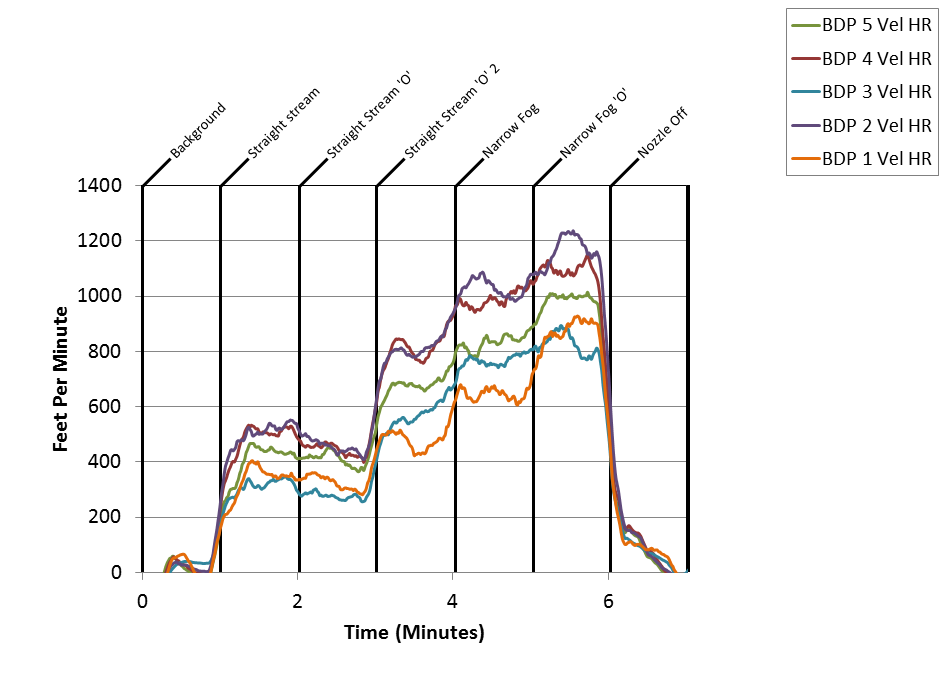 BDP 5 Vel HR
BDP 4 Vel HR
BDP 3 Vel HR
BDP 2 Vel HR
BDP 1 Vel HR
Background
Straight stream
Straight Stream 'O'
Straight Stream 'O' 2
Narrow Fog
Narrow Fog 'O'
Nozzle Off
1400
1200
1000
800
600
400
200
0
Feet Per Minute
0 2 4 6
Time (Minutes)